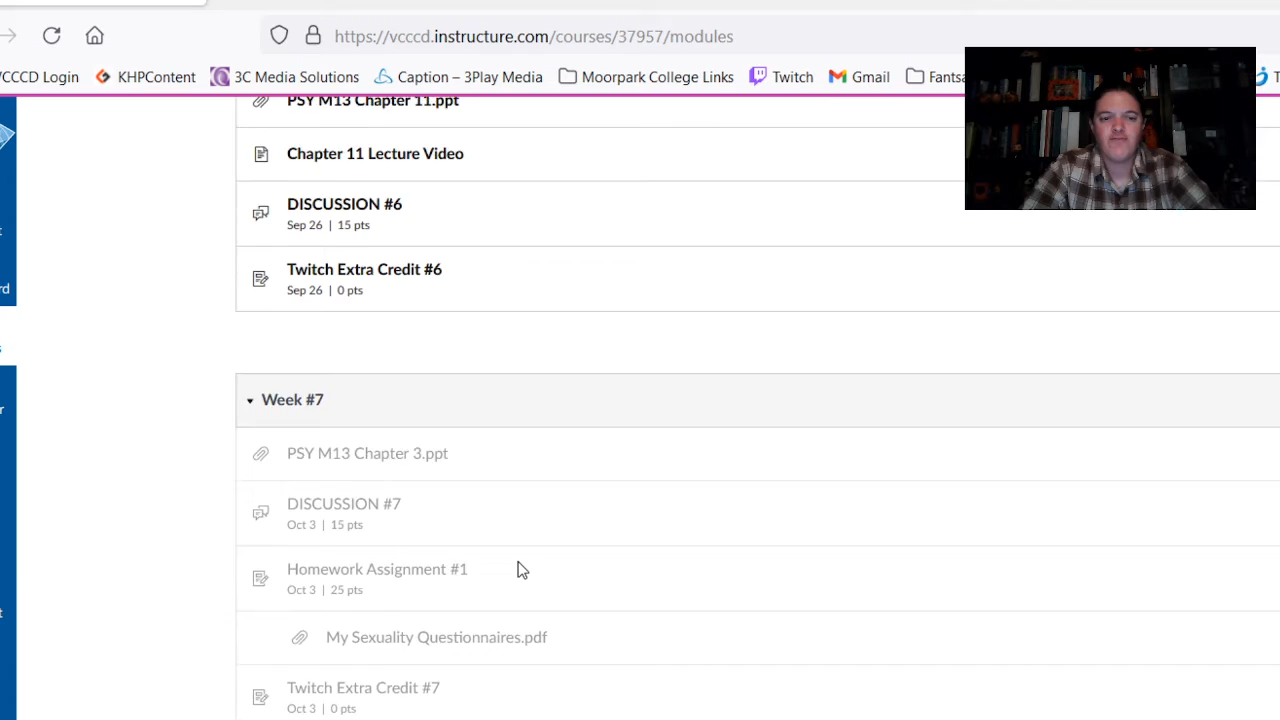 https://vcccd.instructure.com/courses/37957/modules
VCCCD Login KHPContent 3C Media Solutions Caption – 3Play Media Moorpark College Links Twitch Gmail Fantsa
PSY M13 Chapter 11.ppt
Chapter 11 Lecture Video
DISCUSSION #6
Sep 26 | 15 pts
Twitch Extra Credit #6
Sep 26 | 0 pts
Week #7
PSY M13 Chapter 3.ppt
DISCUSSION #7
Oct 3 | 15 pts
Homework Assignment #1
Oct 3 | 25 pts
My Sexuality Questionnaires.pdf
Twitch Extra Credit #7
Oct 3 | 0 pts